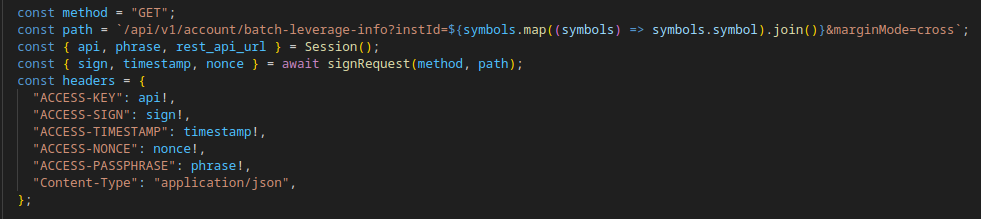 const method = "GET";
const path = `/api/v1/account/batch-leverage-info?instId=${symbols.map((symbols) => symbols.symbol).join()}&marginMode=cross`;
const { api, phrase, rest_api_url } = Session();
const { sign, timestamp, nonce } = await signRequest(method, path);
const headers = {
"ACCESS-KEY": api!,
"ACCESS-SIGN": sign!,
"ACCESS-TIMESTAMP": timestamp!,
"ACCESS-NONCE": nonce!,
"ACCESS-PASSPHRASE": phrase!,
"Content-Type": "application/json",
};